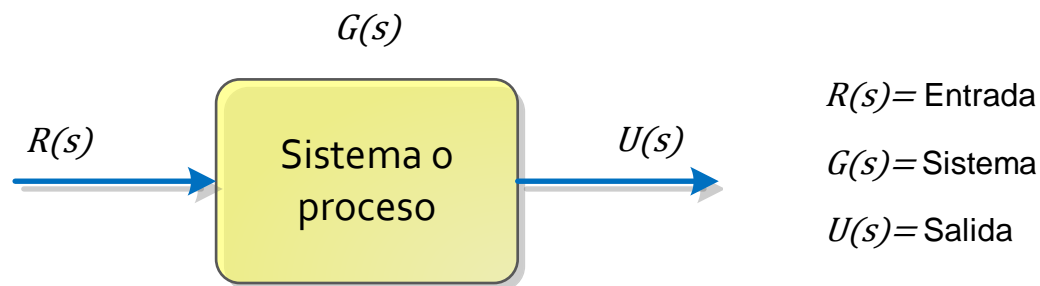 G(s)
R(s)
Sistema o
proceso
U(s)
R(s)= Entrada
G(s)= Sistema
U(s)= Salida